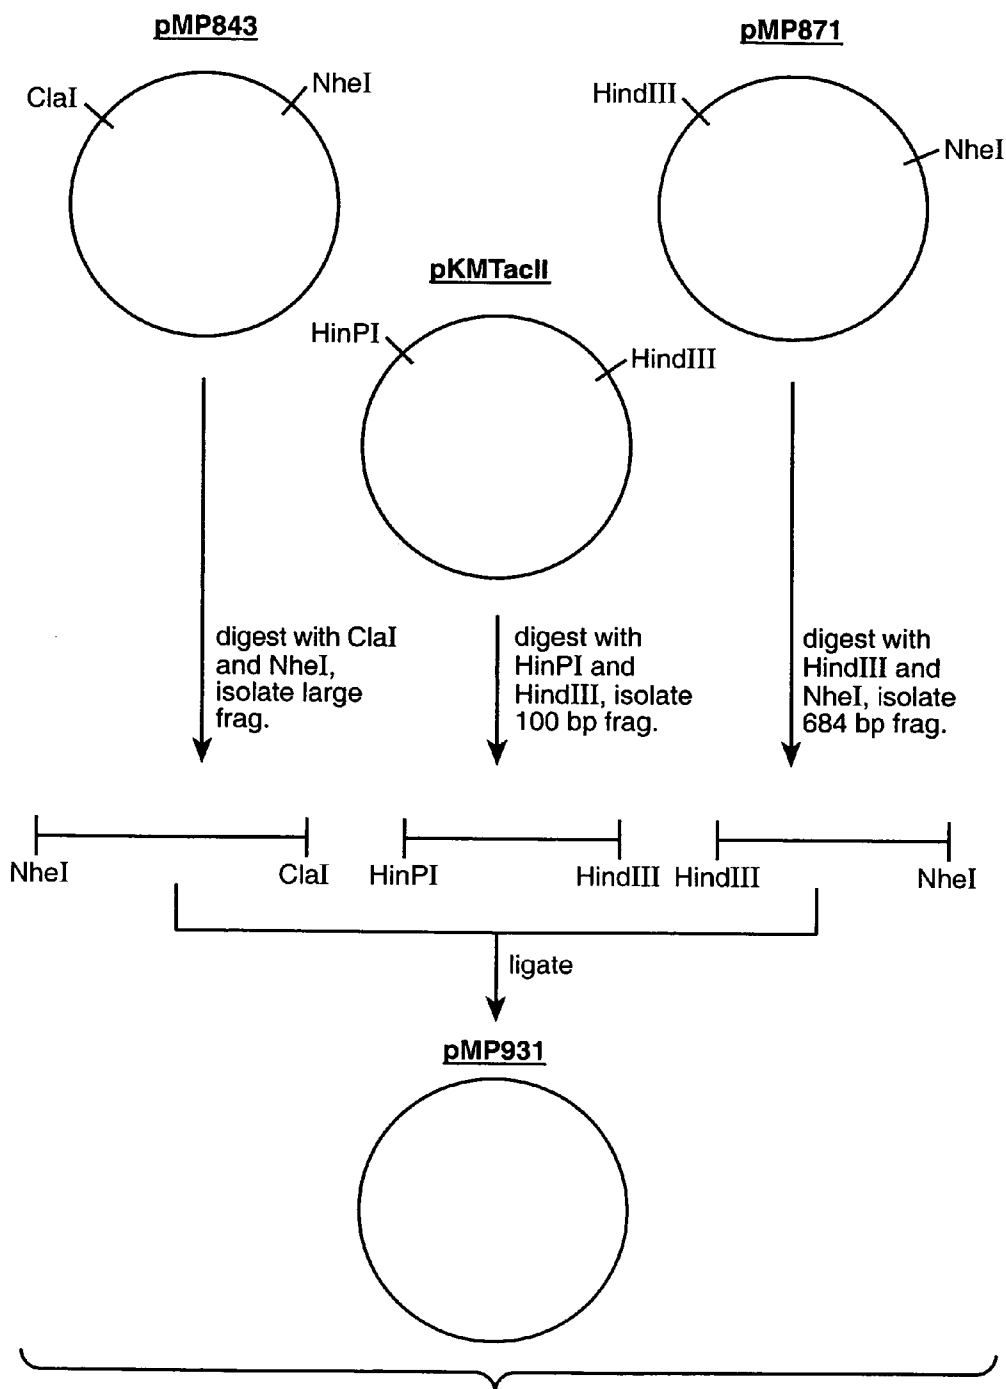 pMP843
ClaI
NheI
pMP871
HindIII
NheI
pKMTacII
HinPI
HindIII
digest with ClaI
and NheI,
isolate large
frag.
digest with
HinPI and
HindIII, isolate
100 bp frag.
digest with
HindIII and
NheI, isolate
684 bp frag.
NheI
ClaI
HinPI
HindIII
HindIII
NheI
ligate
pMP931